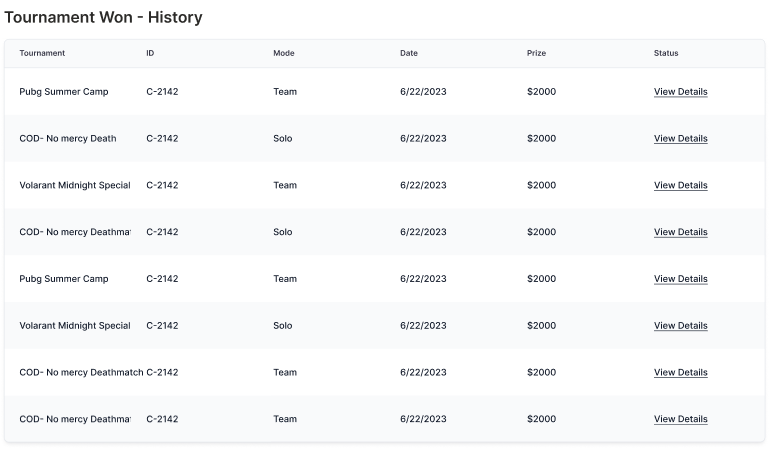 Tournament Won - History
Tournament ID Mode Date Prize Status
Pubg Summer Camp C-2142 Team 6/22/2023 $2000 View Details
COD- No mercy Death C-2142 Solo 6/22/2023 $2000 View Details
Volarant Midnight Special C-2142 Team 6/22/2023 $2000 View Details
COD- No mercy Deathma C-2142 Solo 6/22/2023 $2000 View Details
Pubg Summer Camp C-2142 Team 6/22/2023 $2000 View Details
Volarant Midnight Special C-2142 Solo 6/22/2023 $2000 View Details
COD- No mercy Deathmatch C-2142 Team 6/22/2023 $2000 View Details
COD- No mercy Deathma C-2142 Team 6/22/2023 $2000 View Details